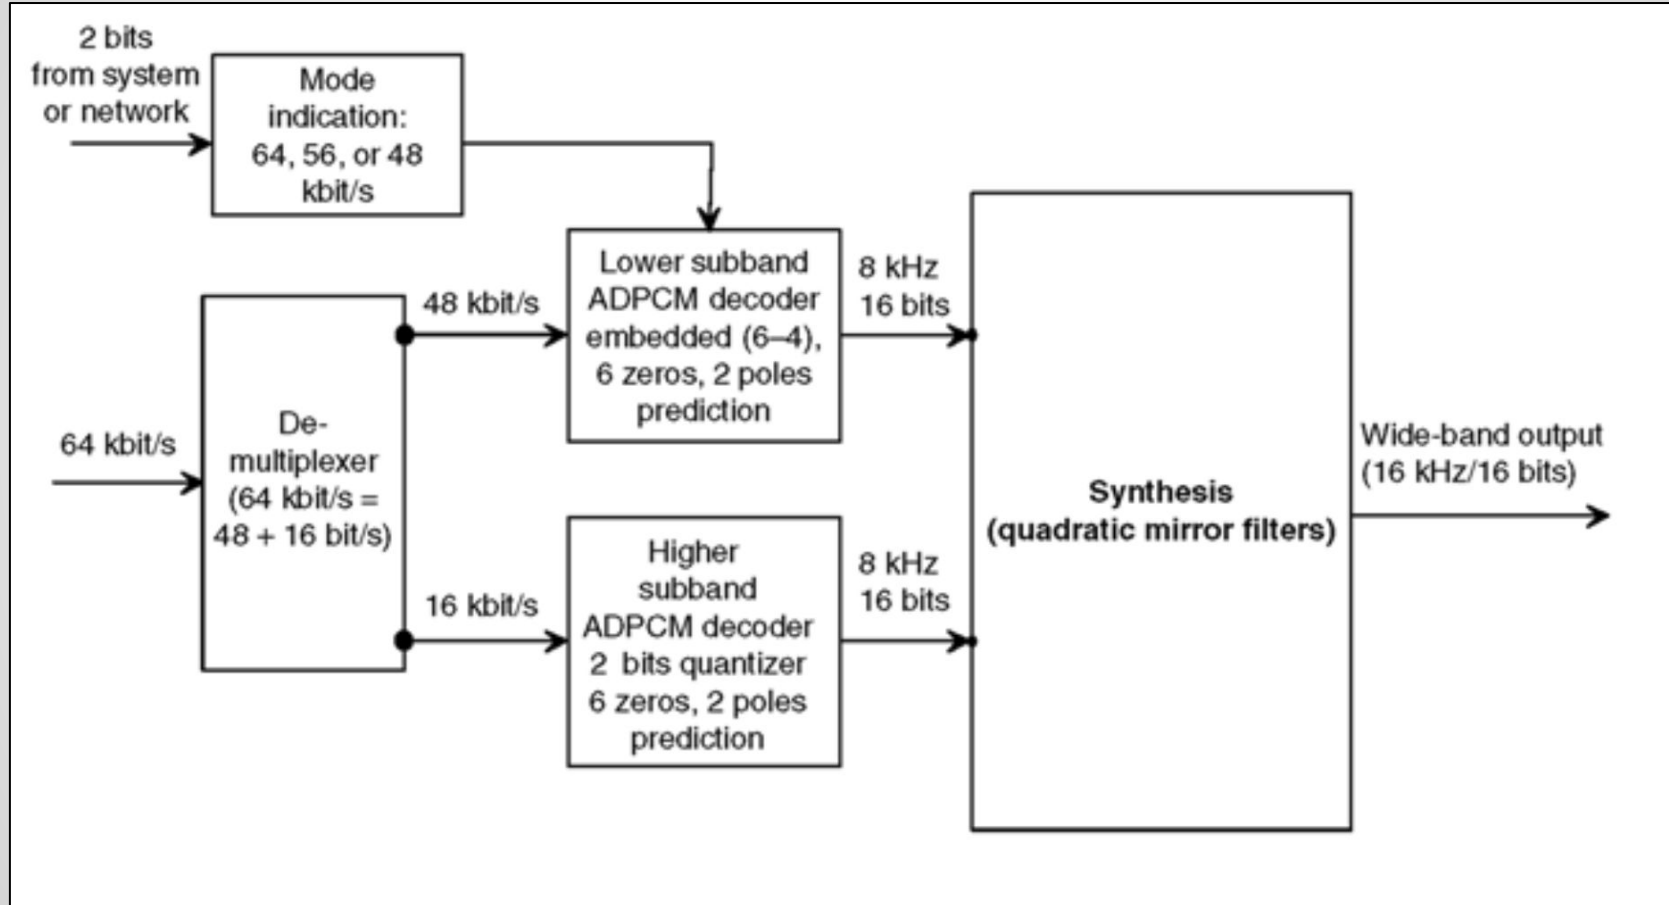 2 bits
from system
or network
Mode
indication:
64, 56, or 48
kbit/s
Lower subband
ADPCM decoder
embedded (6–4),
6 zeros, 2 poles
prediction
8 kHz
16 bits
48 kbit/s
64 kbit/s
De-
multiplexer
(64 kbit/s =
48 + 16 bit/s)
16 kbit/s
Higher
subband
ADPCM decoder
2 bits quantizer
6 zeros, 2 poles
prediction
8 kHz
16 bits
Synthesis
(quadratic mirror filters)
Wide-band output
(16 kHz/16 bits)